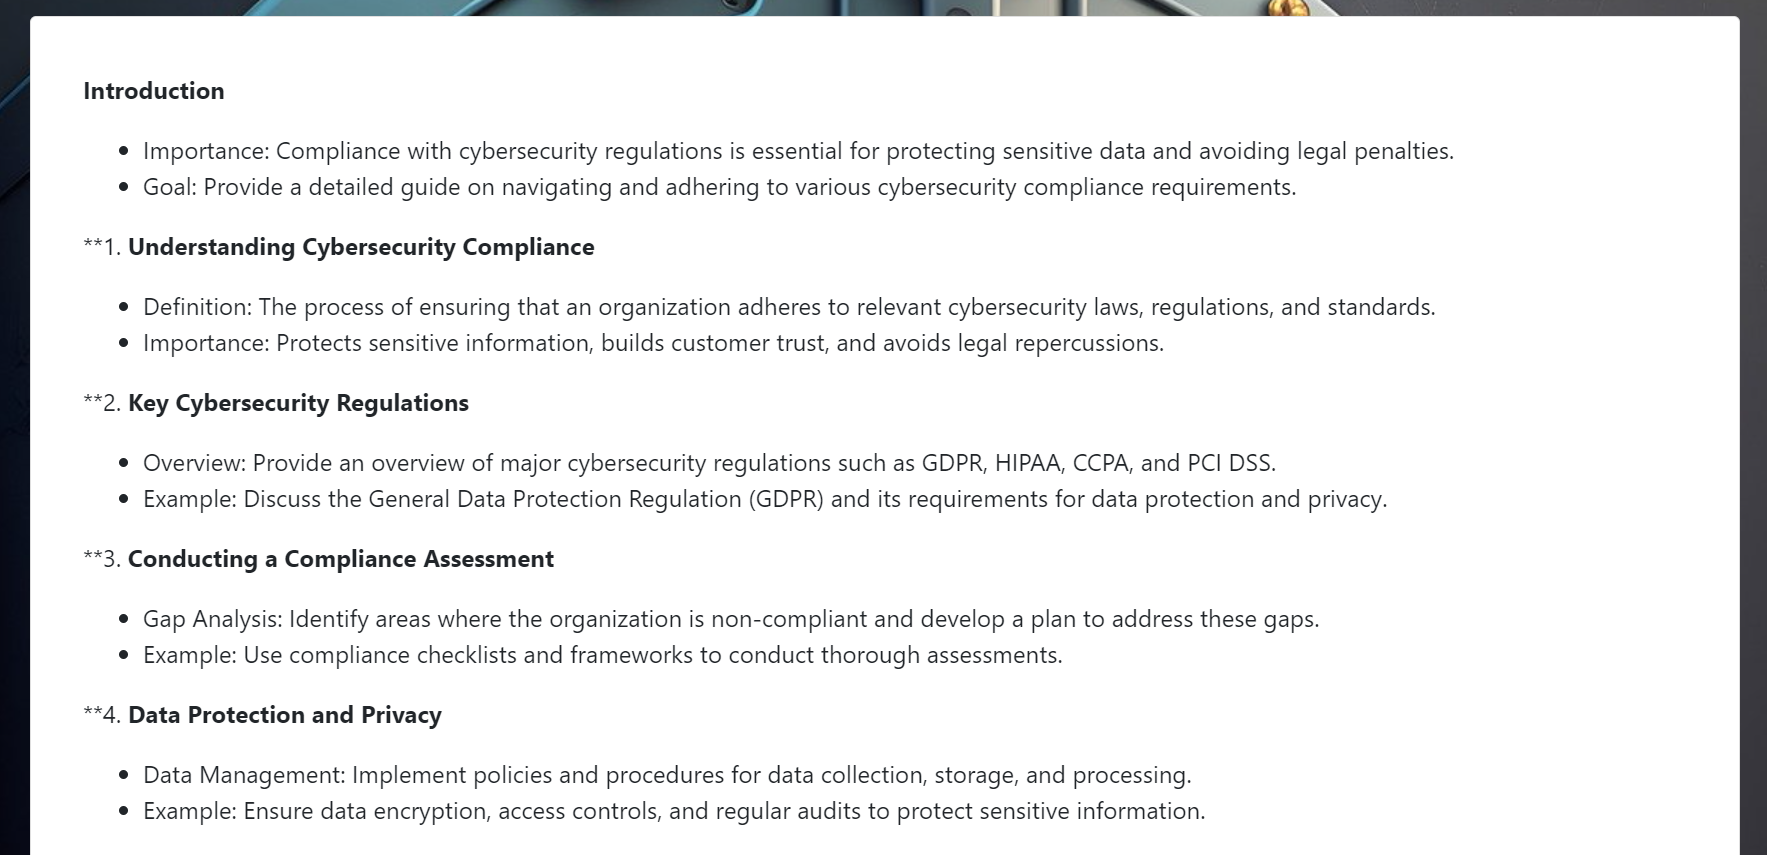 Introduction
• Importance: Compliance with cybersecurity regulations is essential for protecting sensitive data and avoiding legal penalties.
• Goal: Provide a detailed guide on navigating and adhering to various cybersecurity compliance requirements.
**1. Understanding Cybersecurity Compliance
• Definition: The process of ensuring that an organization adheres to relevant cybersecurity laws, regulations, and standards.
• Importance: Protects sensitive information, builds customer trust, and avoids legal repercussions.
**2. Key Cybersecurity Regulations
• Overview: Provide an overview of major cybersecurity regulations such as GDPR, HIPAA, CCPA, and PCI DSS.
• Example: Discuss the General Data Protection Regulation (GDPR) and its requirements for data protection and privacy.
**3. Conducting a Compliance Assessment
• Gap Analysis: Identify areas where the organization is non-compliant and develop a plan to address these gaps.
• Example: Use compliance checklists and frameworks to conduct thorough assessments.
**4. Data Protection and Privacy
• Data Management: Implement policies and procedures for data collection, storage, and processing.
• Example: Ensure data encryption, access controls, and regular audits to protect sensitive information.